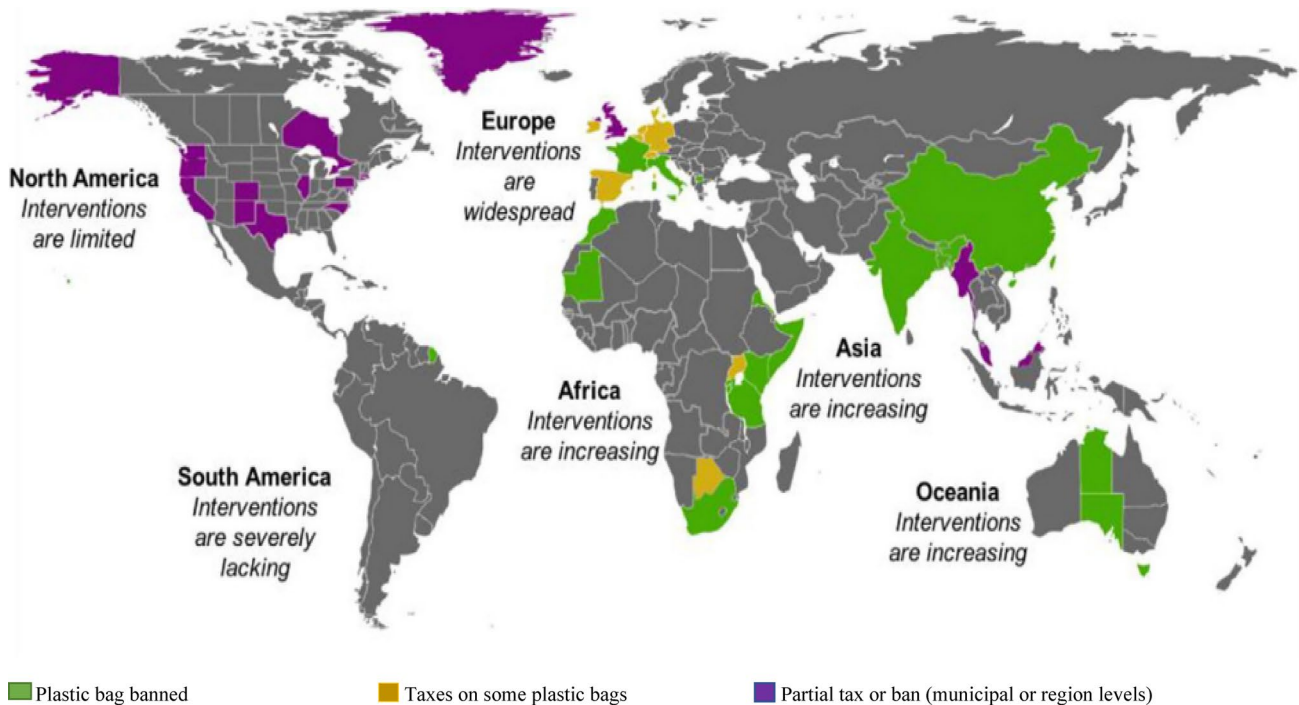 Europe
Interventions
are
widespread
North America
Interventions
are limited
Asia
Interventions
are increasing
Africa
Interventions
are increasing
South America
Interventions
are severely
lacking
Oceania
Interventions
are increasing
Plastic bag banned
Taxes on some plastic bags
Partial tax or ban (municipal or region levels)